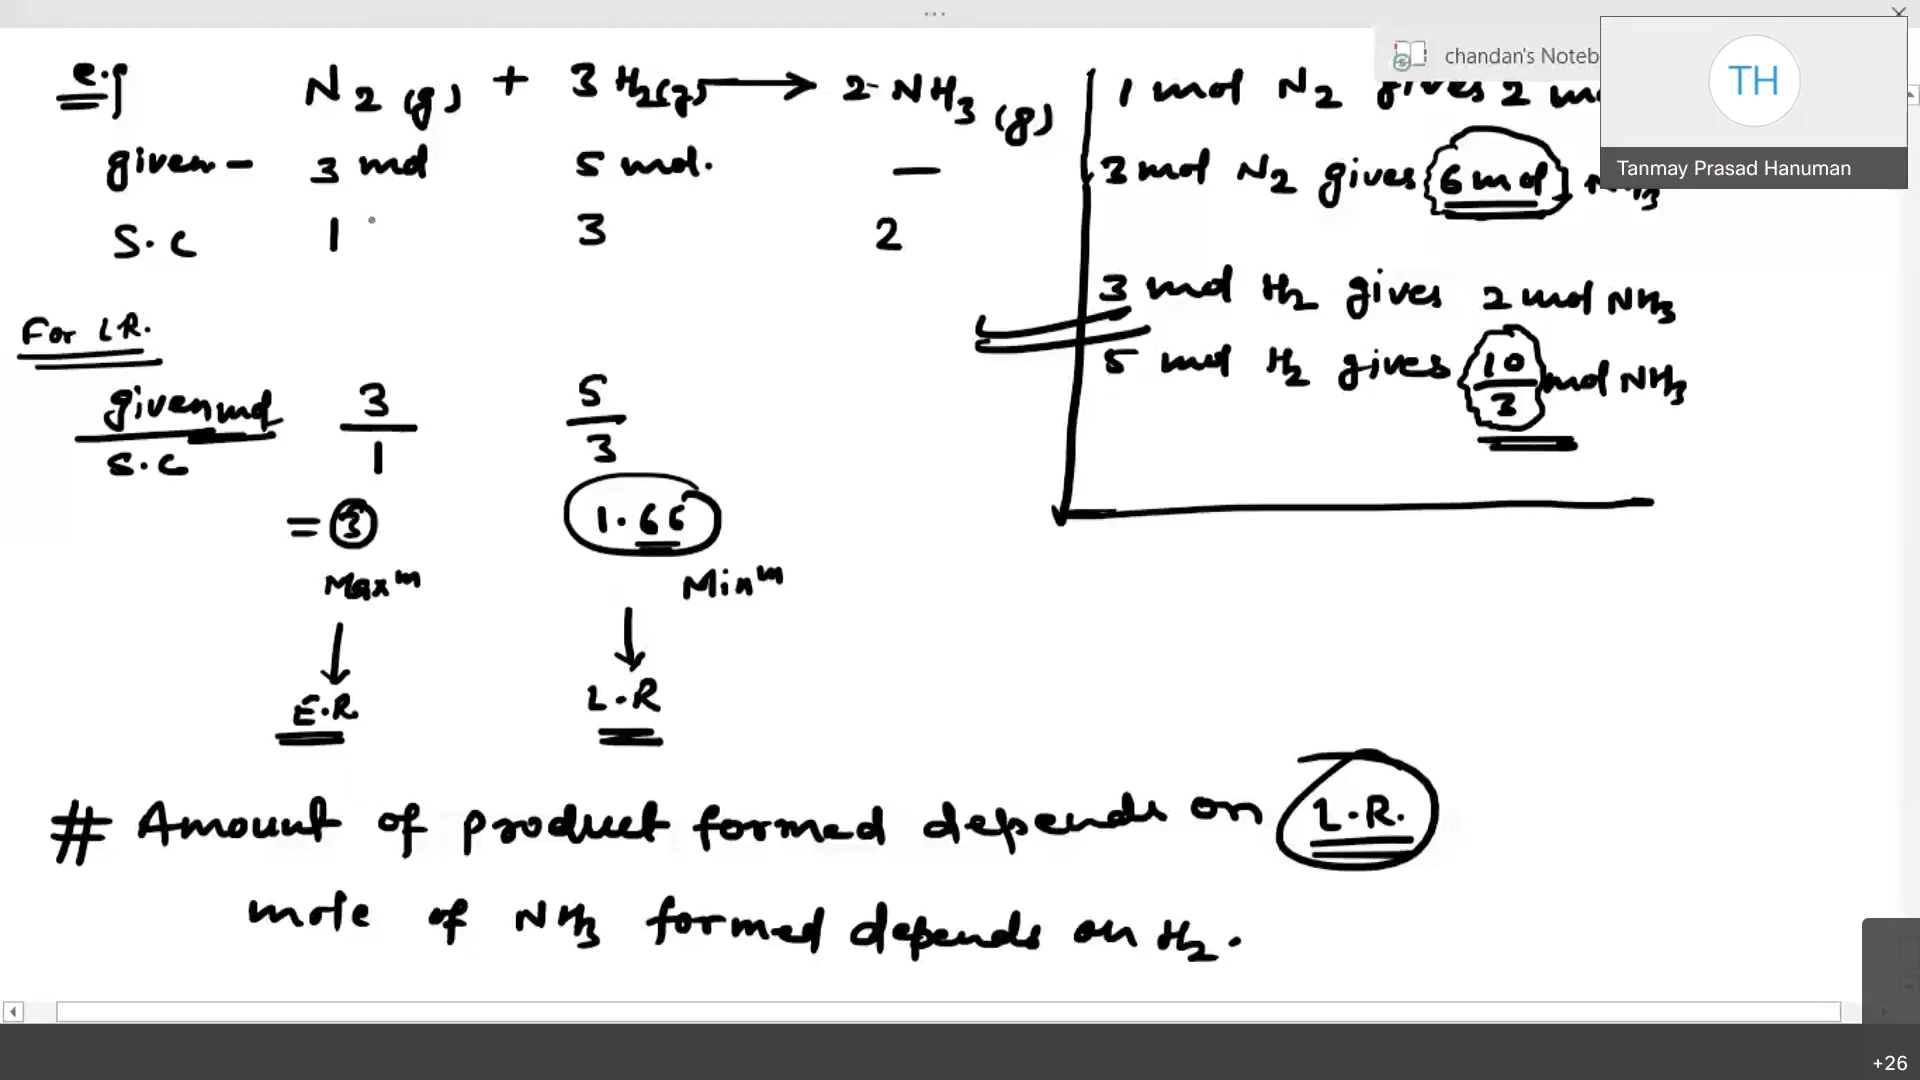 e.g N2(g) + 3 H2(g) → 2 NH3(g)
given - 3 mol 5 mol. —
S.C 1 3 2
For L.R.
given mol 3 5
S.C 1 3
= 3 1.66
Maxᵐ Minᵐ
E.R L.R
1 mol N2 gives 2
3 mol N2 gives 6 mol NH3
3 mol H2 gives 2 mol NH3
5 mol H2 gives 10/3 mol NH3
# Amount of product formed depends on L.R.
mole of NH3 formed depends on H2.
chandan's Noteb
TH
Tanmay Prasad Hanuman
+26